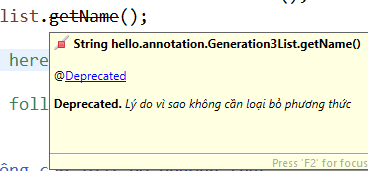 list.getName();
String hello.annotation.Generation3List.getName()
here
@Deprecated
foll
Deprecated. Lý do vì sao không cần loại bỏ phương thức
Press 'F2' for focus